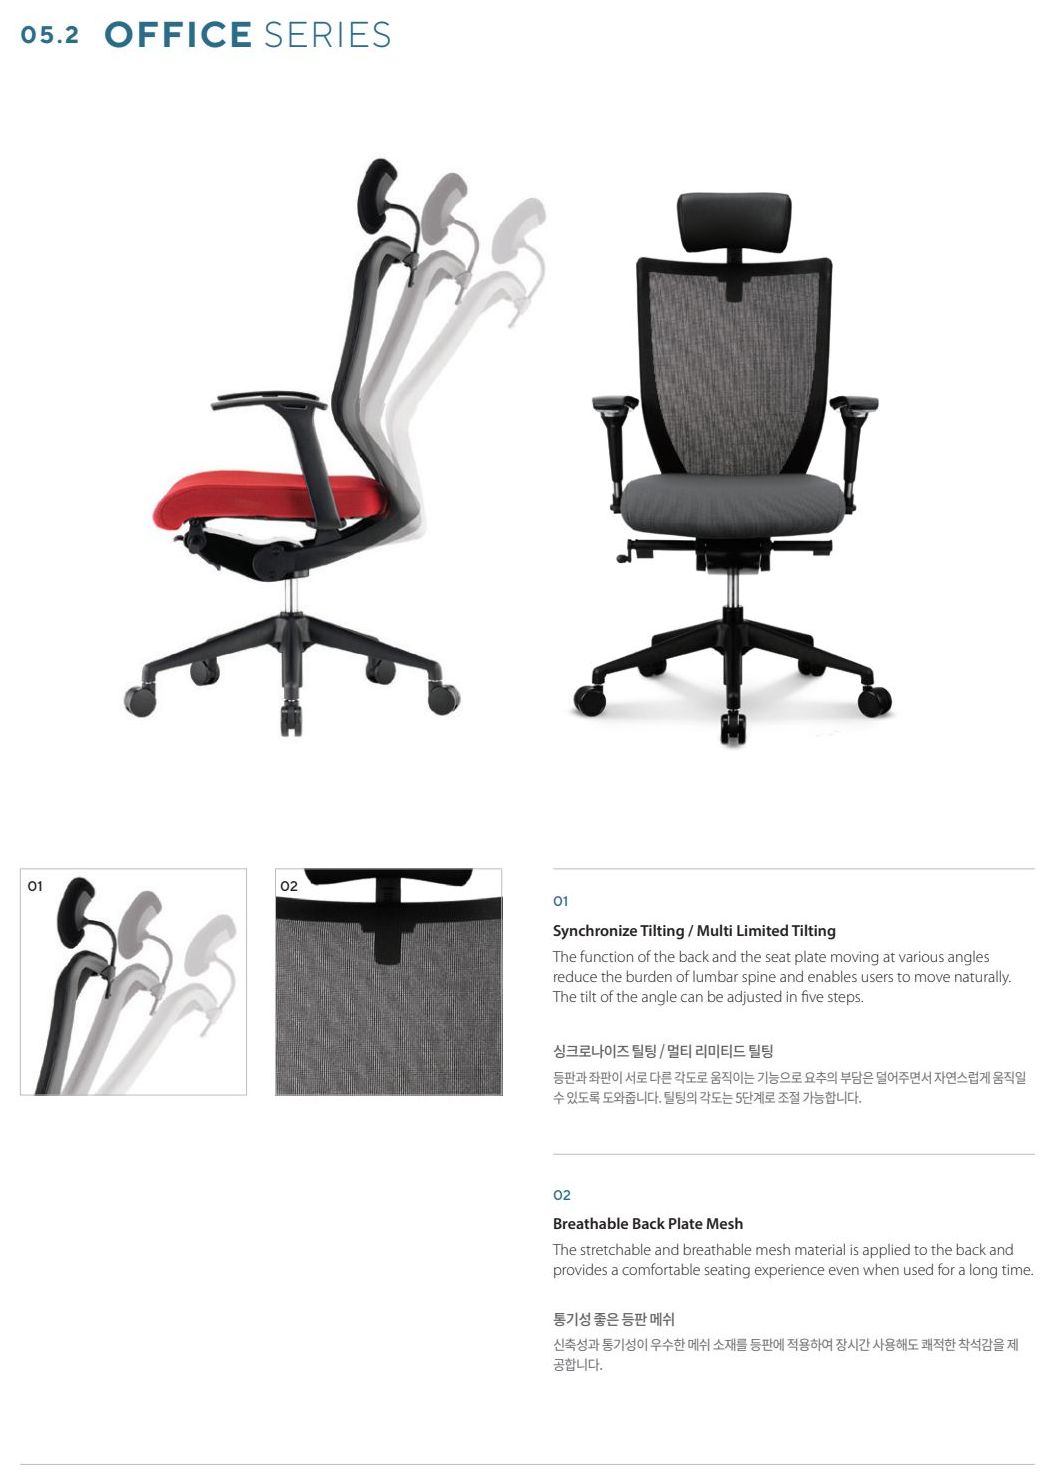 05.2 OFFICE SERIES
01
02
01
Synchronize Tilting / Multi Limited Tilting
The function of the back and the seat plate moving at various angles
reduce the burden of lumbar spine and enables users to move naturally.
The tilt of the angle can be adjusted in five steps.
싱크로나이즈 틸팅 / 멀티 리미티드 틸팅
등판과 좌판이 서로 다른 각도로 움직이는 기능으로 요추의 부담은 덜어주면서 자연스럽게 움직일
수 있도록 도와줍니다. 틸팅의 각도는 5단계로 조절 가능합니다.
02
Breathable Back Plate Mesh
The stretchable and breathable mesh material is applied to the back and
provides a comfortable seating experience even when used for a long time.
통기성 좋은 등판 메쉬
신축성과 통기성이 우수한 메쉬 소재를 등판에 적용하여 장시간 사용해도 쾌적한 착석감을 제
공합니다.